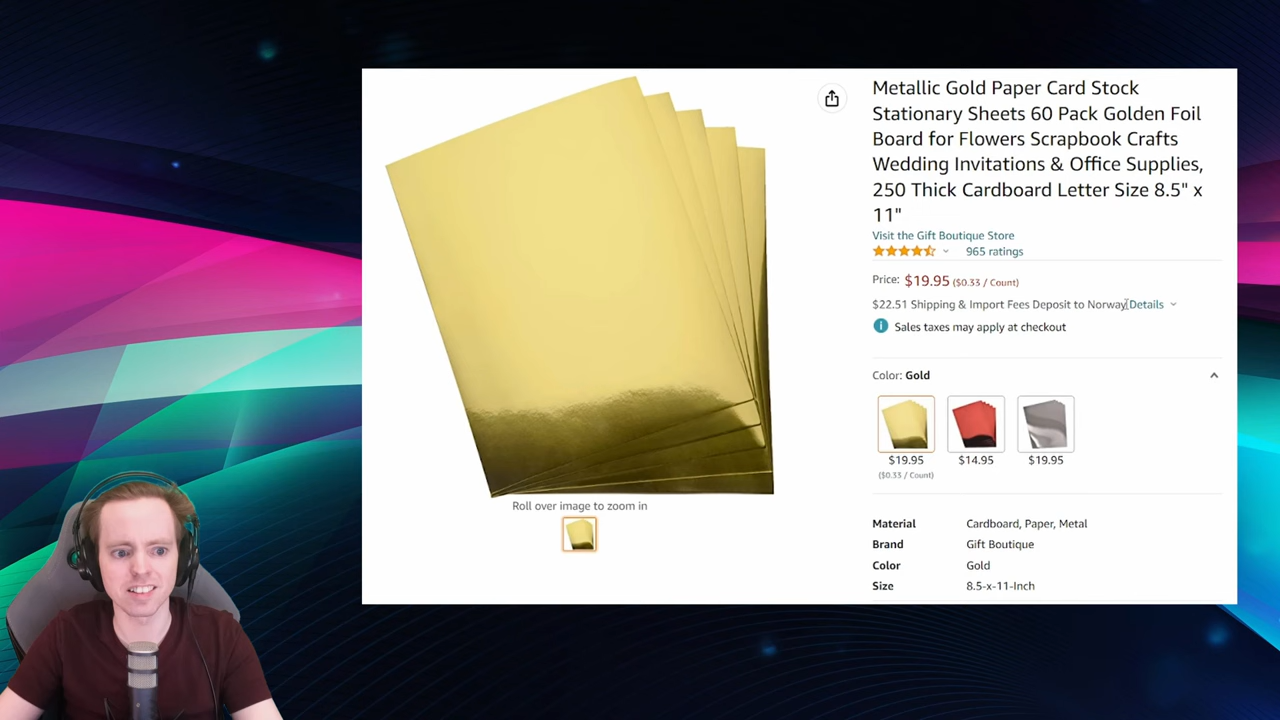 Metallic Gold Paper Card Stock
Stationary Sheets 60 Pack Golden Foil
Board for Flowers Scrapbook Crafts
Wedding Invitations & Office Supplies,
250 Thick Cardboard Letter Size 8.5" x
11"
Visit the Gift Boutique Store
965 ratings
Price: $19.95 ($0.33 / Count)
$22.51 Shipping & Import Fees Deposit to Norway Details
Sales taxes may apply at checkout
Color: Gold
$19.95 $14.95 $19.95
($0.33 / Count)
Material Cardboard, Paper, Metal
Brand Gift Boutique
Color Gold
Size 8.5-x-11-Inch
Roll over image to zoom in